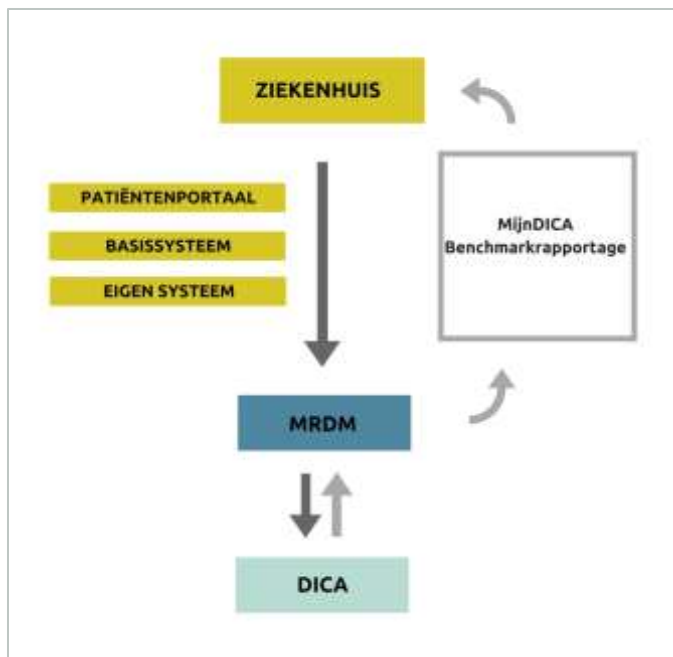 ZIEKENHUIS
PATIËNTENPORTAAL
BASISSYSTEEM
EIGEN SYSTEEM
MijnDICA
Benchmarkrapportage
MRDM
DICA